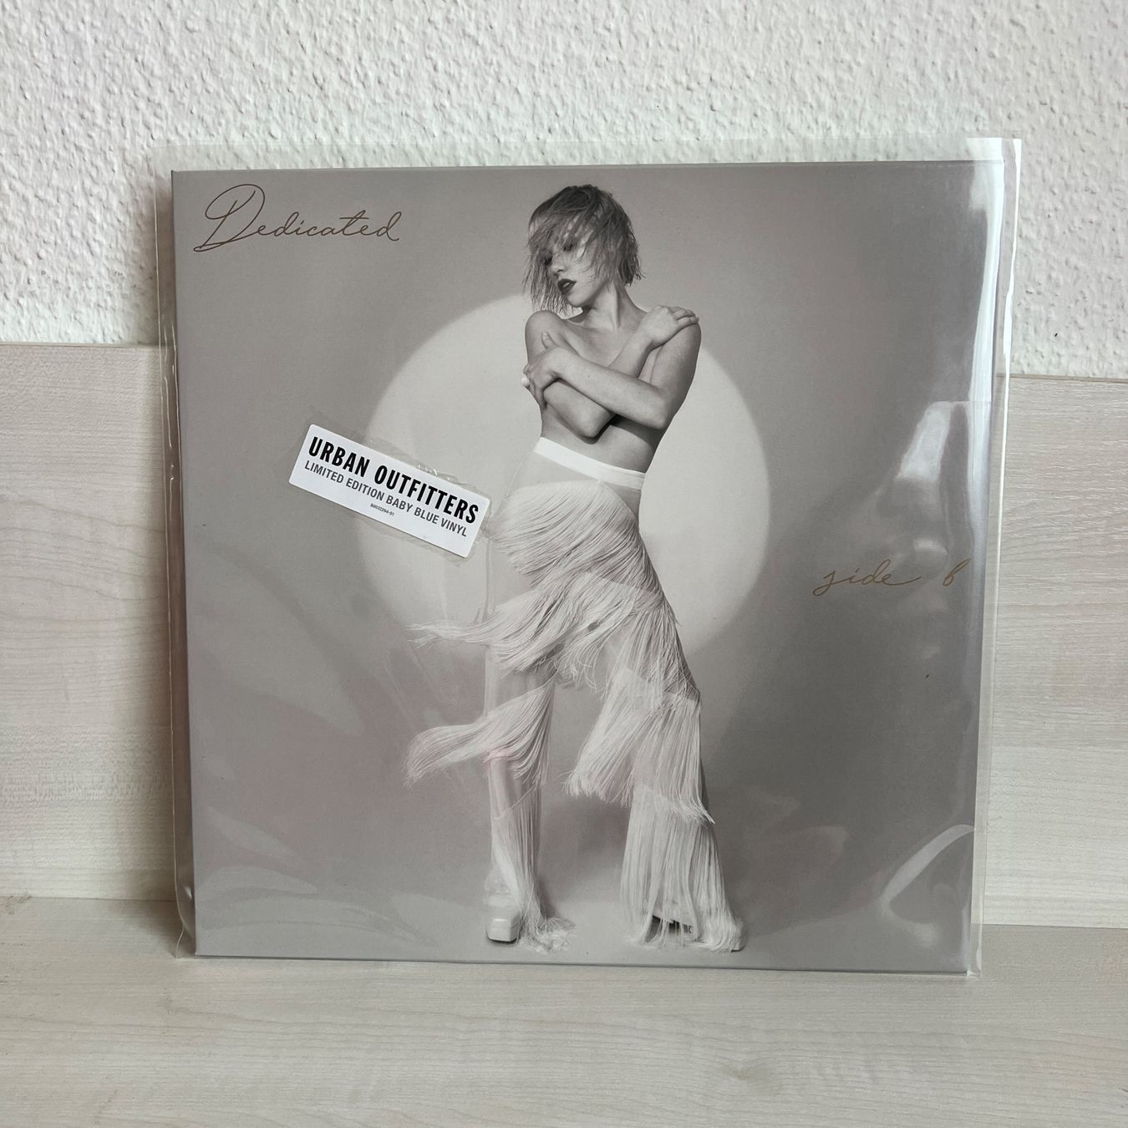 Dedicated
URBAN OUTFITTERS
LIMITED EDITION BABY BLUE VINYL
side b